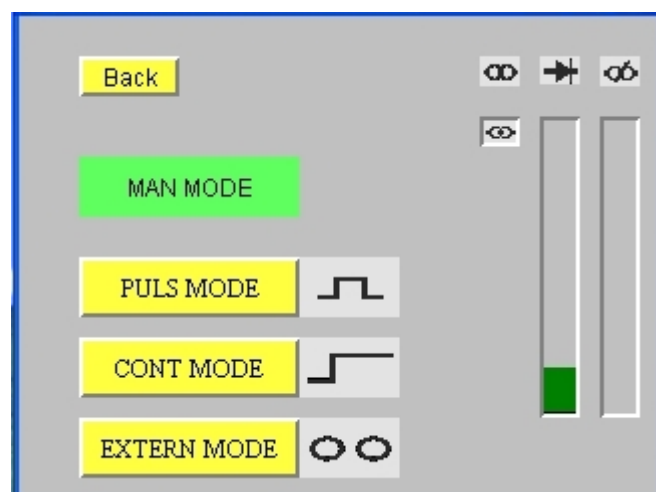 Back
MAN MODE
PULS MODE
CONT MODE
EXTERN MODE